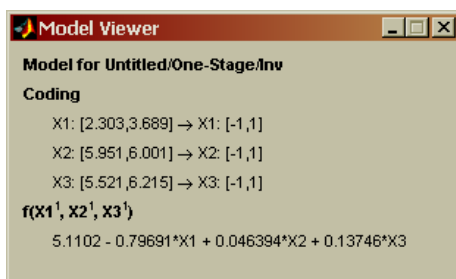 Model Viewer
Model for Untitled/One-Stage/Inv
Coding
X1: [2.303,3.689] → X1: [-1,1]
X2: [5.951,6.001] → X2: [-1,1]
X3: [5.521,6.215] → X3: [-1,1]
f(X1¹, X2¹, X3¹)
5.1102 - 0.79691*X1 + 0.046394*X2 + 0.13746*X3